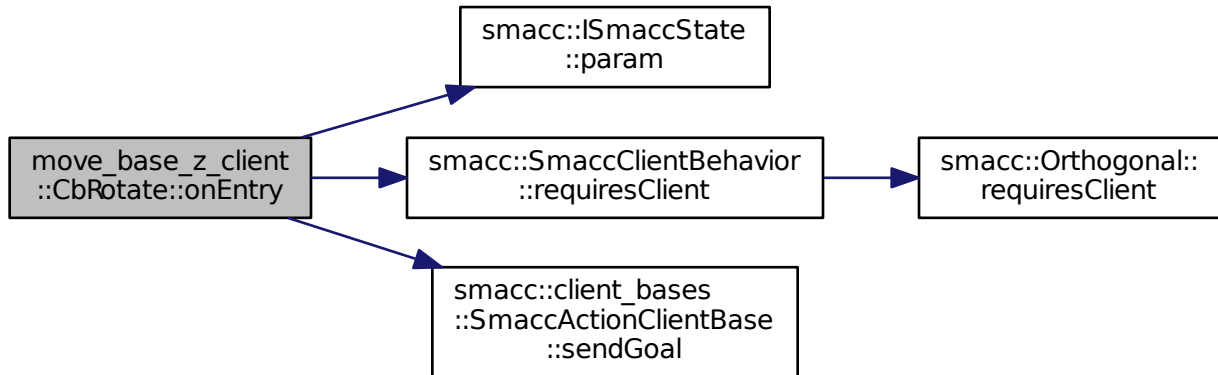 smacc::ISmaccState
::param
move_base_z_client
::CbRotate::onEntry
smacc::SmaccClientBehavior
::requiresClient
smacc::Orthogonal::
requiresClient
smacc::client_bases
::SmaccActionClientBase
::sendGoal